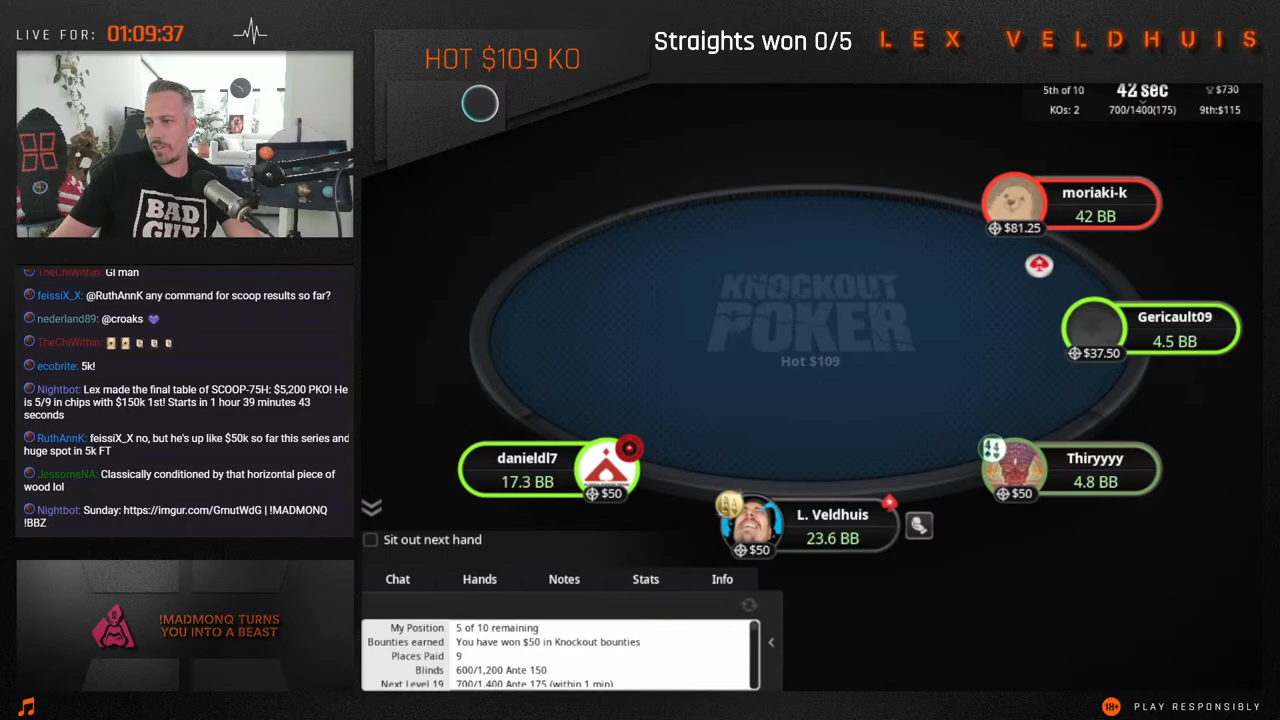 LIVE FOR: 01:09:37
HOT $109 KO
Straights won 0/5
LEX VELDHUIS
5th of 10
42 sec
$730
KOs: 2
700/1400(175)
9th:$115
BAD
GUY
TheChiWithin: Gl man
feissiX_X: @RuthAnnK any command for scoop results so far?
nederland89: @croaks
TheChiWithin:
ecobrite: 5k!
Nightbot: Lex made the final table of SCOOP-75H: $5,200 PKO! He
is 5/9 in chips with $150k 1st! Starts in 1 hour 39 minutes 43
seconds
RuthAnnK: feissiX_X no, but he's up like $50k so far this series and
huge spot in 5k FT
JessomeNA: Classically conditioned by that horizontal piece of
wood lol
Nightbot: Sunday: https://imgur.com/GmutWdG | !MADMONQ
!BBZ
!MADMONQ TURNS
YOU INTO A BEAST
moriaki-k
42 BB
$81.25
Gericault09
4.5 BB
$37.50
KNOCKOUT
POKER
Hot $109
danieldl7
17.3 BB
$50
44
Thiryyyy
4.8 BB
$50
L. Veldhuis
23.6 BB
$50
Sit out next hand
Chat
Hands
Notes
Stats
Info
My Position 5 of 10 remaining
Bounties earned You have won $50 in Knockout bounties
Places Paid 9
Blinds 600/1,200 Ante 150
Next Level 19 700/1,400 Ante 175 (within 1 min)
18+ PLAY RESPONSIBLY